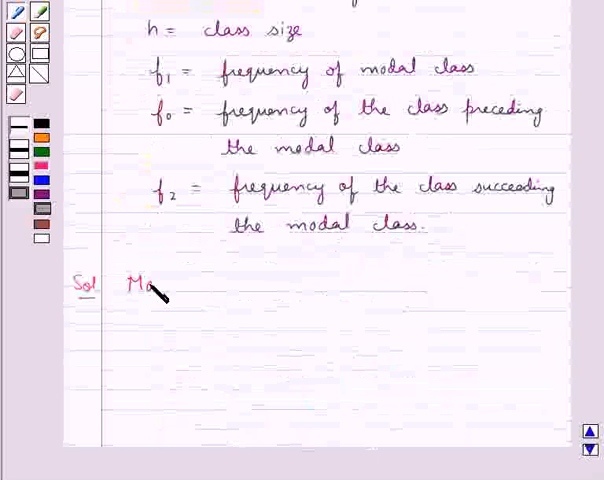 h = class size
f₁ = frequency of modal class
f₀ = frequency of the class preceding
the modal class
f₂ = frequency of the class succeeding
the modal class.
Sol Mo